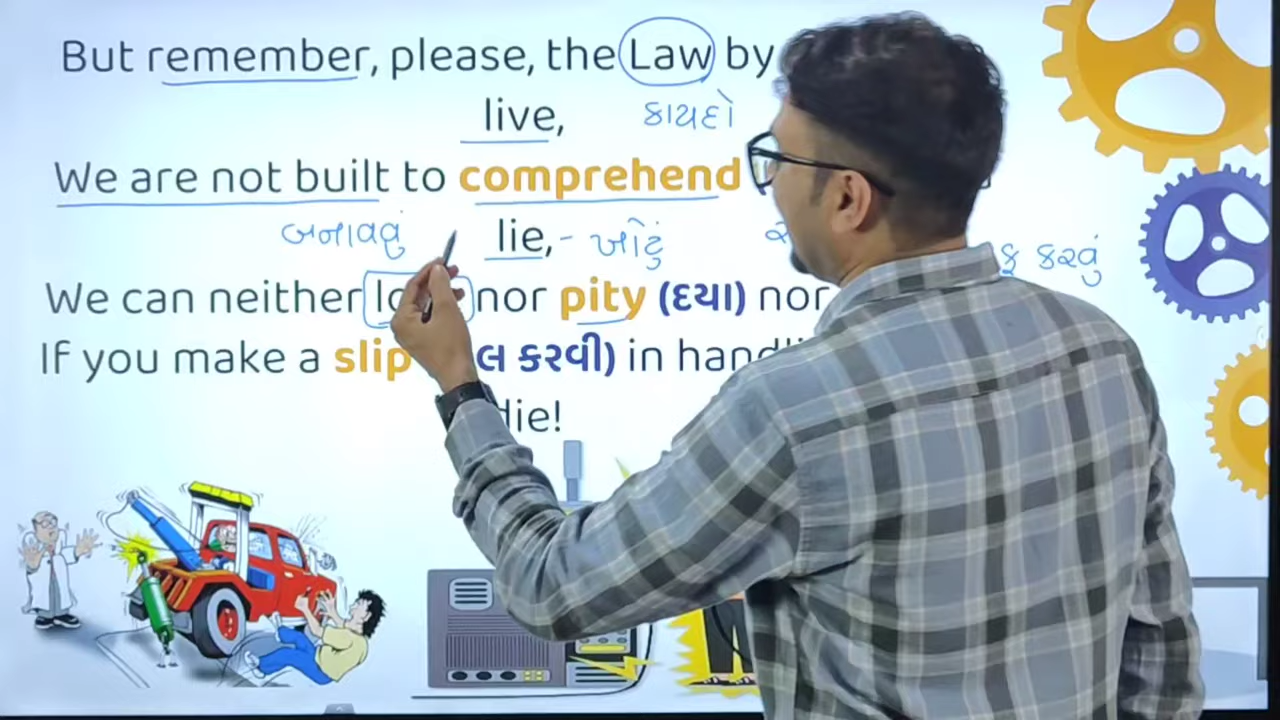 But remember, please, the Law by
live, કાયદો
We are not built to comprehend
બનાવવું lie, - ખોટું
કરવું
We can neither nor pity (દયા) nor
If you make a slip કરવી) in
die!